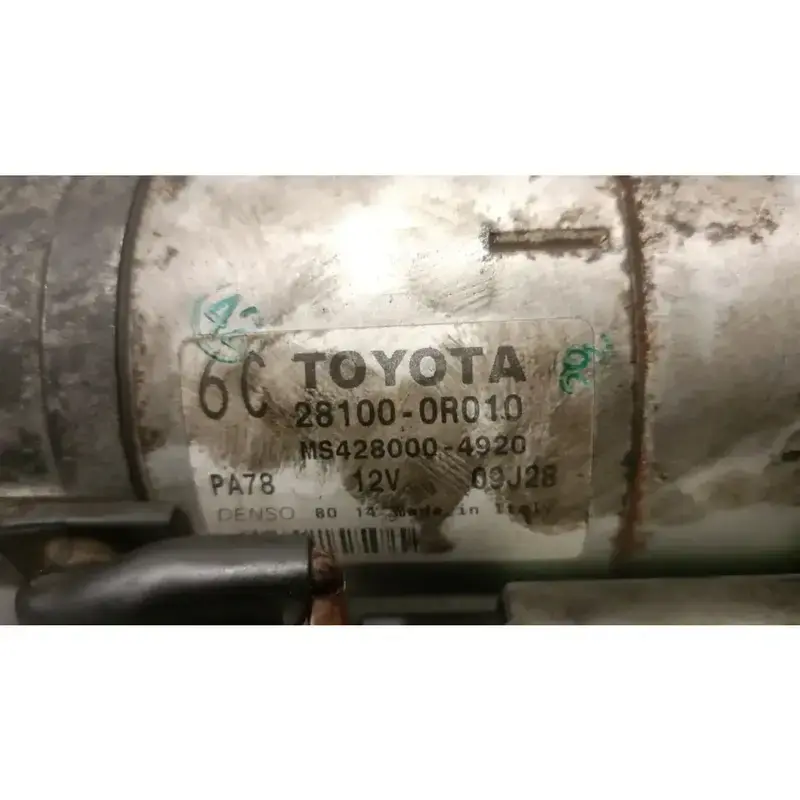 6C TOYOTA
28100-0R010
MS428000-4920
PA78 12V 09J28
DENSO 80 14 Made in Italy